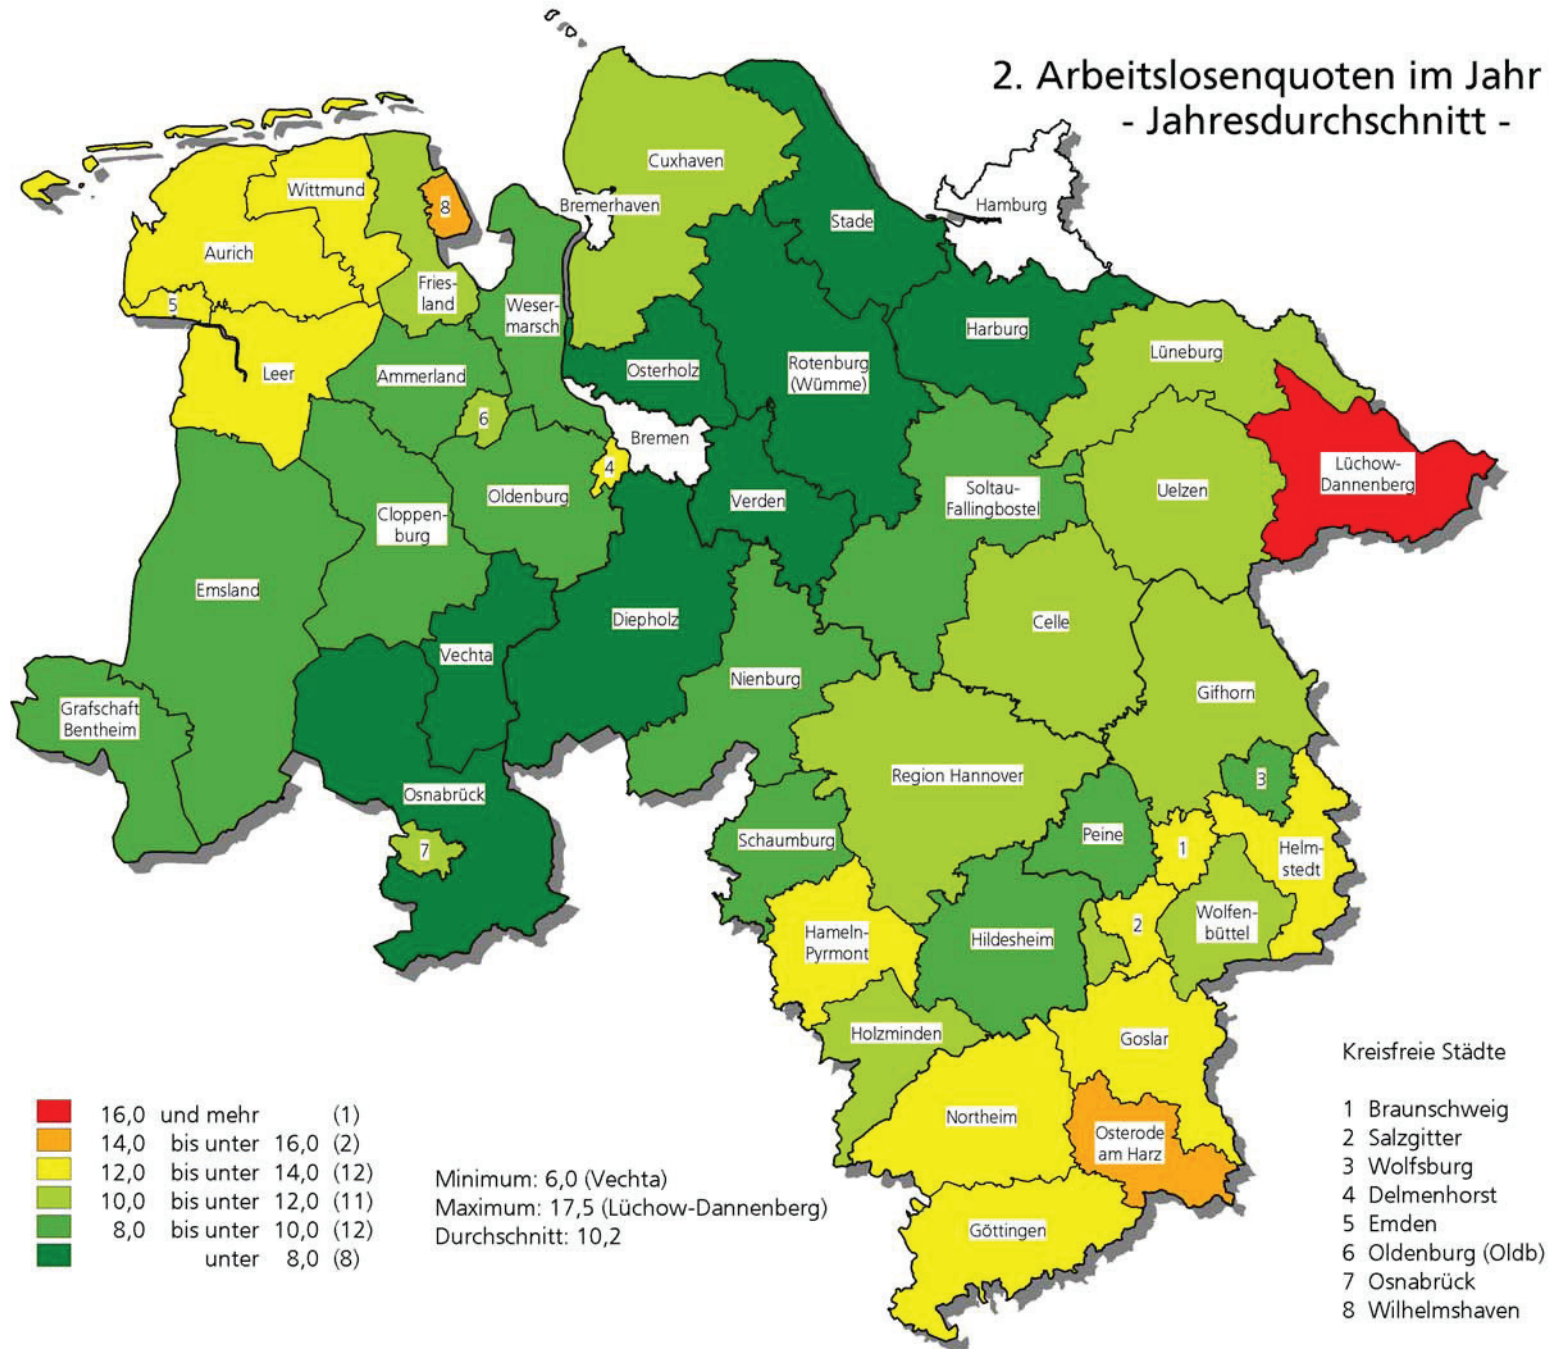 2. Arbeitslosenquoten im Jahr
- Jahresdurchschnitt -
Cuxhaven
Wittmund
8
Bremerhaven
Hamburg
Stade
Aurich
Fries-
land
5
Weser-
marsch
Harburg
Lüneburg
Leer
Ammerland
Osterholz
Rotenburg
(Wümme)
6
Bremen
4
Lüchow-
Dannenberg
Oldenburg
Verden
Soltau-
Fallingbostel
Uelzen
Cloppen-
burg
Emsland
Diepholz
Celle
Vechta
Nienburg
Gifhorn
Grafschaft
Bentheim
Region Hannover
3
Osnabrück
7
Schaumburg
Peine
1
Helm-
stedt
Hameln-
Pyrmont
Hildesheim
2
Wolfen-
büttel
Holzminden
Goslar
Northeim
Osterode
am Harz
Göttingen
16,0 und mehr (1)
14,0 bis unter 16,0 (2)
12,0 bis unter 14,0 (12)
10,0 bis unter 12,0 (11)
8,0 bis unter 10,0 (12)
unter 8,0 (8)
Minimum: 6,0 (Vechta)
Maximum: 17,5 (Lüchow-Dannenberg)
Durchschnitt: 10,2
Kreisfreie Städte
1 Braunschweig
2 Salzgitter
3 Wolfsburg
4 Delmenhorst
5 Emden
6 Oldenburg (Oldb)
7 Osnabrück
8 Wilhelmshaven